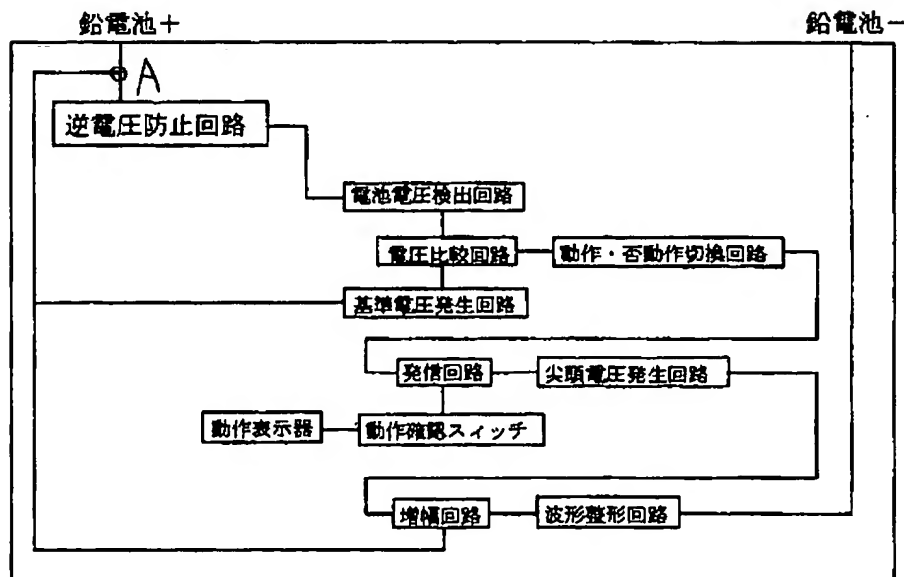 鉛電池+
鉛電池−
A
逆電圧防止回路
電池電圧検出回路
電圧比較回路
動作・否動作切換回路
基準電圧発生回路
発信回路
尖頭電圧発生回路
動作表示器
動作確認スイッチ
増幅回路
波形整形回路